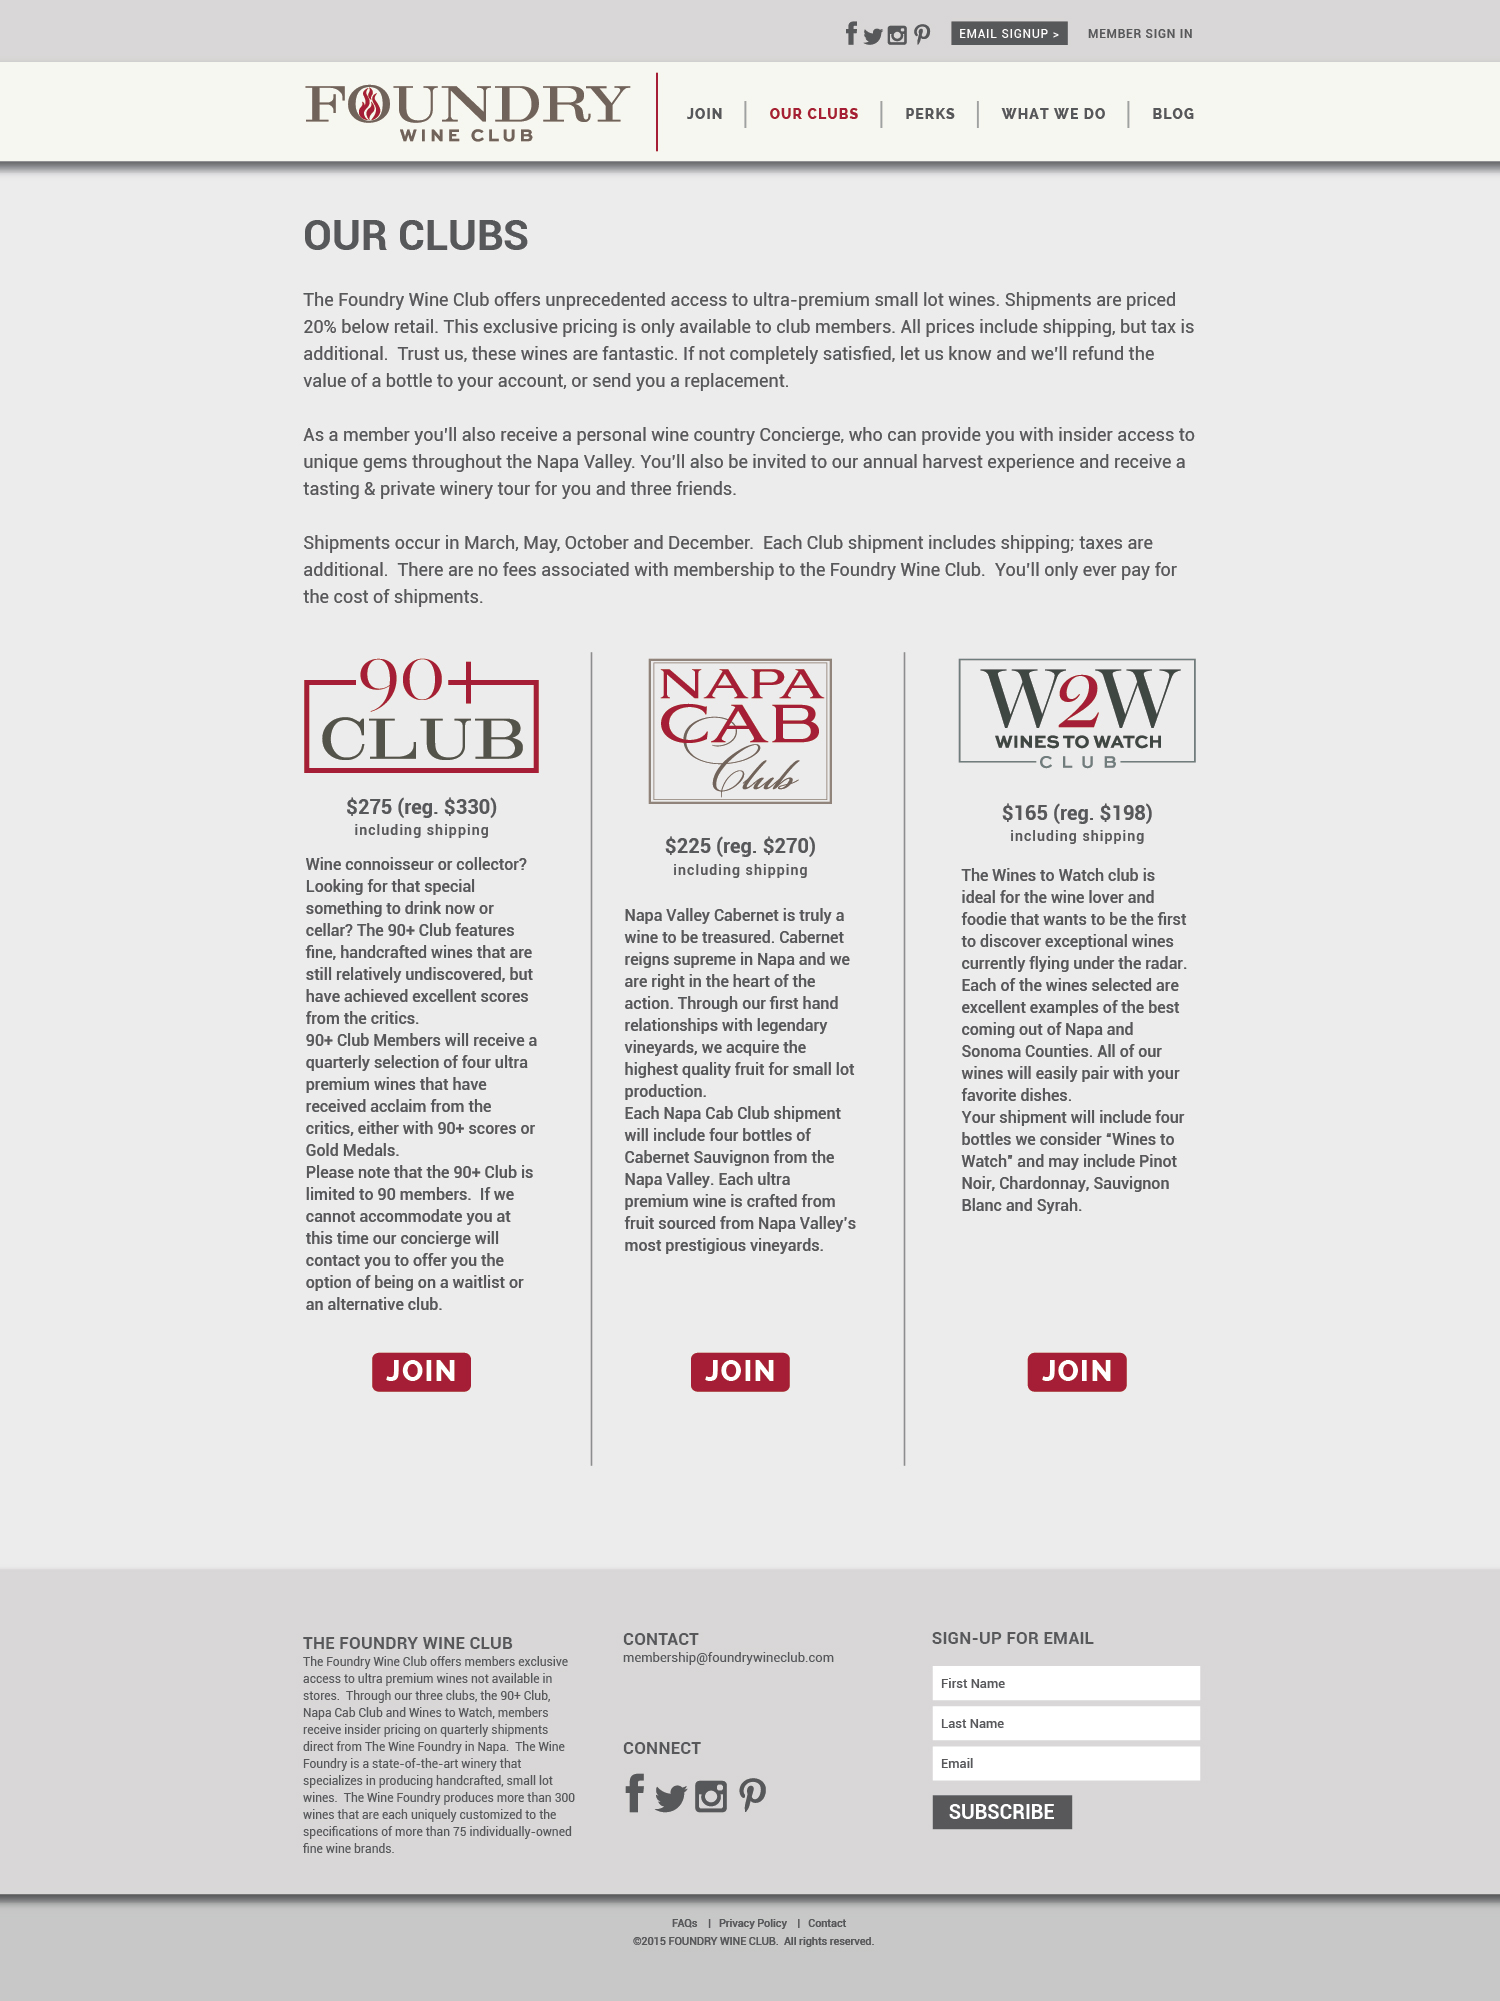 EMAIL SIGNUP >
MEMBER SIGN IN
FOUNDRY
WINE CLUB
JOIN
OUR CLUBS
PERKS
WHAT WE DO
BLOG
OUR CLUBS
The Foundry Wine Club offers unprecedented access to ultra-premium small lot wines. Shipments are priced
20% below retail. This exclusive pricing is only available to club members. All prices include shipping, but tax is
additional.  Trust us, these wines are fantastic. If not completely satisfied, let us know and we'll refund the
value of a bottle to your account, or send you a replacement.
As a member you'll also receive a personal wine country Concierge, who can provide you with insider access to
unique gems throughout the Napa Valley. You'll also be invited to our annual harvest experience and receive a
tasting & private winery tour for you and three friends.
Shipments occur in March, May, October and December.  Each Club shipment includes shipping; taxes are
additional.  There are no fees associated with membership to the Foundry Wine Club.  You'll only ever pay for
the cost of shipments.
90+
CLUB
$275 (reg. $330)
including shipping
Wine connoisseur or collector?
Looking for that special
something to drink now or
cellar? The 90+ Club features
fine, handcrafted wines that are
still relatively undiscovered, but
have achieved excellent scores
from the critics.
90+ Club Members will receive a
quarterly selection of four ultra
premium wines that have
received acclaim from the
critics, either with 90+ scores or
Gold Medals.
Please note that the 90+ Club is
limited to 90 members.  If we
cannot accommodate you at
this time our concierge will
contact you to offer you the
option of being on a waitlist or
an alternative club.
JOIN
NAPA
CAB
Club
$225 (reg. $270)
including shipping
Napa Valley Cabernet is truly a
wine to be treasured. Cabernet
reigns supreme in Napa and we
are right in the heart of the
action. Through our first hand
relationships with legendary
vineyards, we acquire the
highest quality fruit for small lot
production.
Each Napa Cab Club shipment
will include four bottles of
Cabernet Sauvignon from the
Napa Valley. Each ultra
premium wine is crafted from
fruit sourced from Napa Valley's
most prestigious vineyards.
JOIN
W2W
WINES TO WATCH
CLUB
$165 (reg. $198)
including shipping
The Wines to Watch club is
ideal for the wine lover and
foodie that wants to be the first
to discover exceptional wines
currently flying under the radar.
Each of the wines selected are
excellent examples of the best
coming out of Napa and
Sonoma Counties. All of our
wines will easily pair with your
favorite dishes.
Your shipment will include four
bottles we consider “Wines to
Watch" and may include Pinot
Noir, Chardonnay, Sauvignon
Blanc and Syrah.
JOIN
THE FOUNDRY WINE CLUB
The Foundry Wine Club offers members exclusive
access to ultra premium wines not available in
stores.  Through our three clubs, the 90+ Club,
Napa Cab Club and Wines to Watch, members
receive insider pricing on quarterly shipments
direct from The Wine Foundry in Napa.  The Wine
Foundry is a state-of-the-art winery that
specializes in producing handcrafted, small lot
wines.  The Wine Foundry produces more than 300
wines that are each uniquely customized to the
specifications of more than 75 individually-owned
fine wine brands.
CONTACT
membership@foundrywineclub.com
CONNECT
SIGN-UP FOR EMAIL
First Name
Last Name
Email
SUBSCRIBE
FAQs | Privacy Policy | Contact
©2015 FOUNDRY WINE CLUB.  All rights reserved.